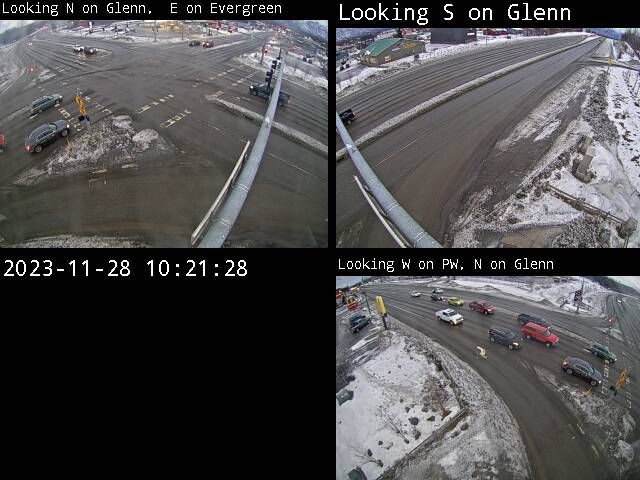 Looking N on Glenn,  E on Evergreen
Looking S on Glenn
2023-11-28 10:21:28
Looking W on PW, N on Glenn